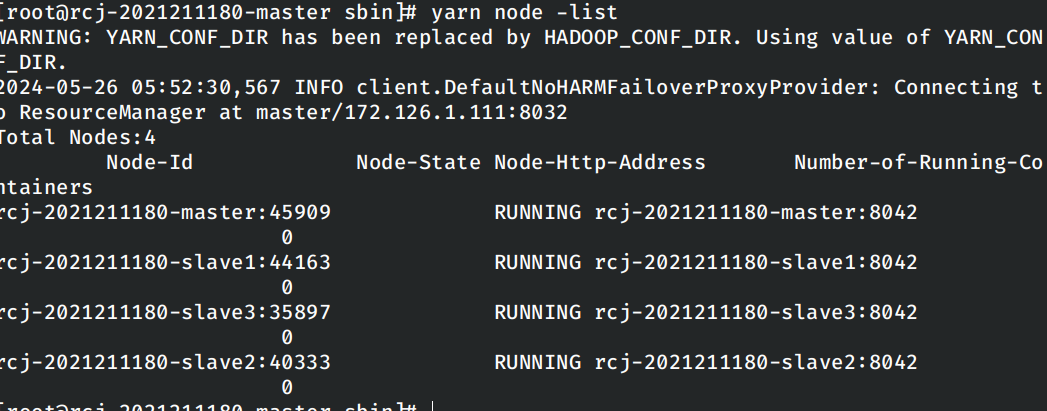 [root@rcj-2021211180-master sbin]# yarn node -list
WARNING: YARN_CONF_DIR has been replaced by HADOOP_CONF_DIR. Using value of YARN_CON
F_DIR.
2024-05-26 05:52:30,567 INFO client.DefaultNoHARMFailoverProxyProvider: Connecting t
o ResourceManager at master/172.126.1.111:8032
Total Nodes:4
Node-Id Node-State Node-Http-Address Number-of-Running-Co
ntainers
rcj-2021211180-master:45909 RUNNING rcj-2021211180-master:8042
0
rcj-2021211180-slave1:44163 RUNNING rcj-2021211180-slave1:8042
0
rcj-2021211180-slave3:35897 RUNNING rcj-2021211180-slave3:8042
0
rcj-2021211180-slave2:40333 RUNNING rcj-2021211180-slave2:8042
0
[root@rcj-2021211180-master sbin]#